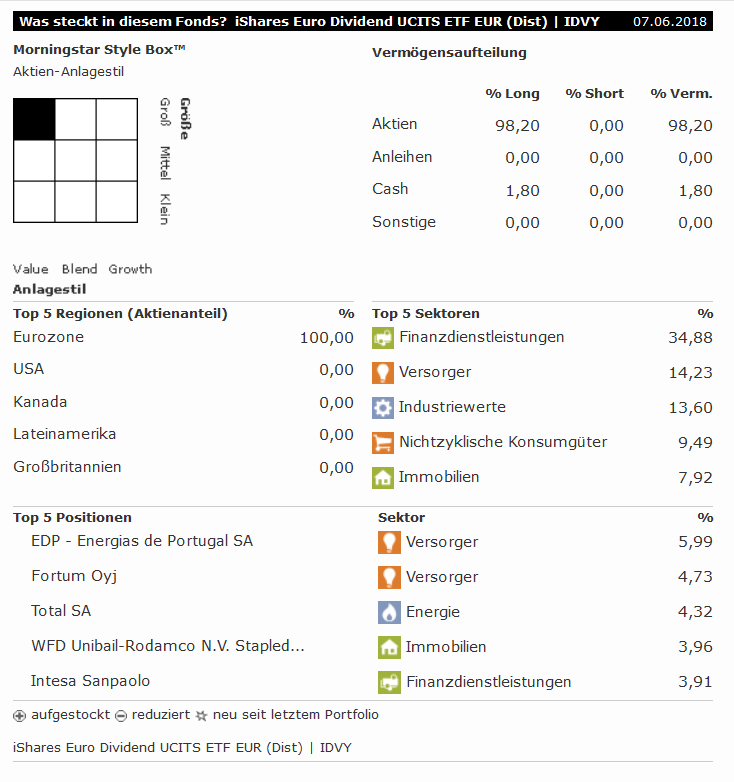 Was steckt in diesem Fonds? iShares Euro Dividend UCITS ETF EUR (Dist) | IDVY 07.06.2018
Morningstar Style Box™
Aktien-Anlagestil
Größe
Groß
Mittel
Klein
Value Blend Growth
Anlagestil
Vermögensaufteilung
% Long % Short % Verm.
Aktien 98,20 0,00 98,20
Anleihen 0,00 0,00 0,00
Cash 1,80 0,00 1,80
Sonstige 0,00 0,00 0,00
Top 5 Regionen (Aktienanteil) %
Eurozone 100,00
USA 0,00
Kanada 0,00
Lateinamerika 0,00
Großbritannien 0,00
Top 5 Sektoren %
Finanzdienstleistungen 34,88
Versorger 14,23
Industriewerte 13,60
Nichtzyklische Konsumgüter 9,49
Immobilien 7,92
Top 5 Positionen Sektor %
EDP - Energias de Portugal SA Versorger 5,99
Fortum Oyj Versorger 4,73
Total SA Energie 4,32
WFD Unibail-Rodamco N.V. Stapled... Immobilien 3,96
Intesa Sanpaolo Finanzdienstleistungen 3,91
aufgestockt reduziert neu seit letztem Portfolio
iShares Euro Dividend UCITS ETF EUR (Dist) | IDVY